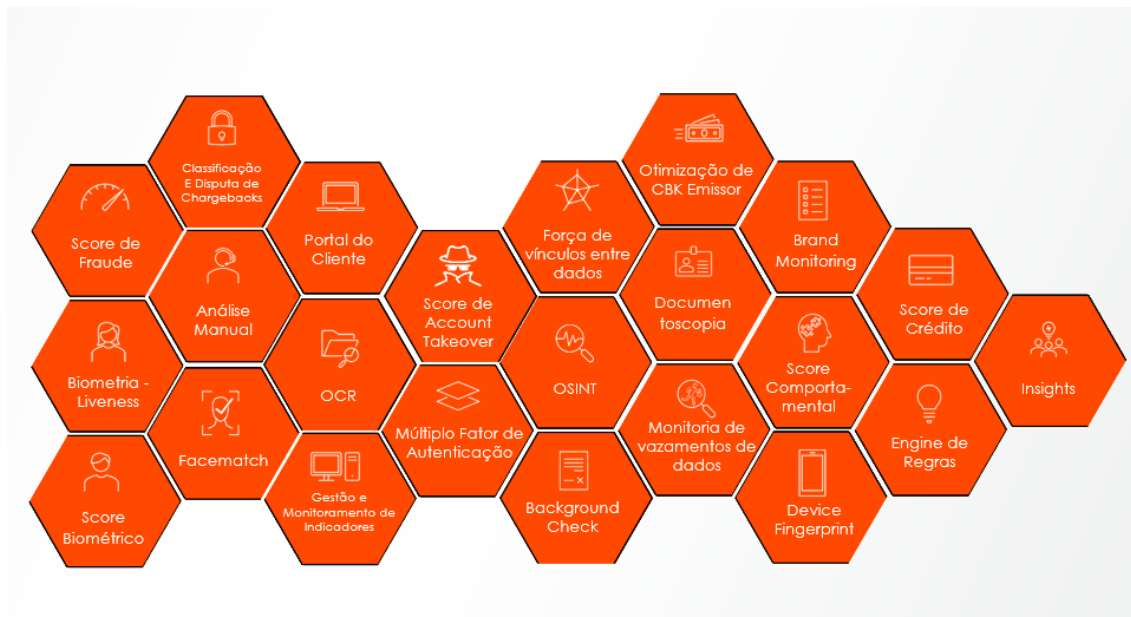 Classificação
E Disputa de
Chargebacks
Otimização de
CBK Emissor
Score de
Fraude
Portal do
Cliente
Força de
vínculos entre
dados
Brand
Monitoring
Análise
Manual
Score de
Account
Takeover
Documen
toscopia
Score de
Crédito
Biometria -
Liveness
OCR
OSINT
Score
Comporta-
mental
Insights
Facematch
Múltiplo Fator de
Autenticação
Monitoria de
vazamentos de
dados
Engine de
Regras
Score
Biométrico
Gestão e
Monitoramento de
Indicadores
Background
Check
Device
Fingerprint